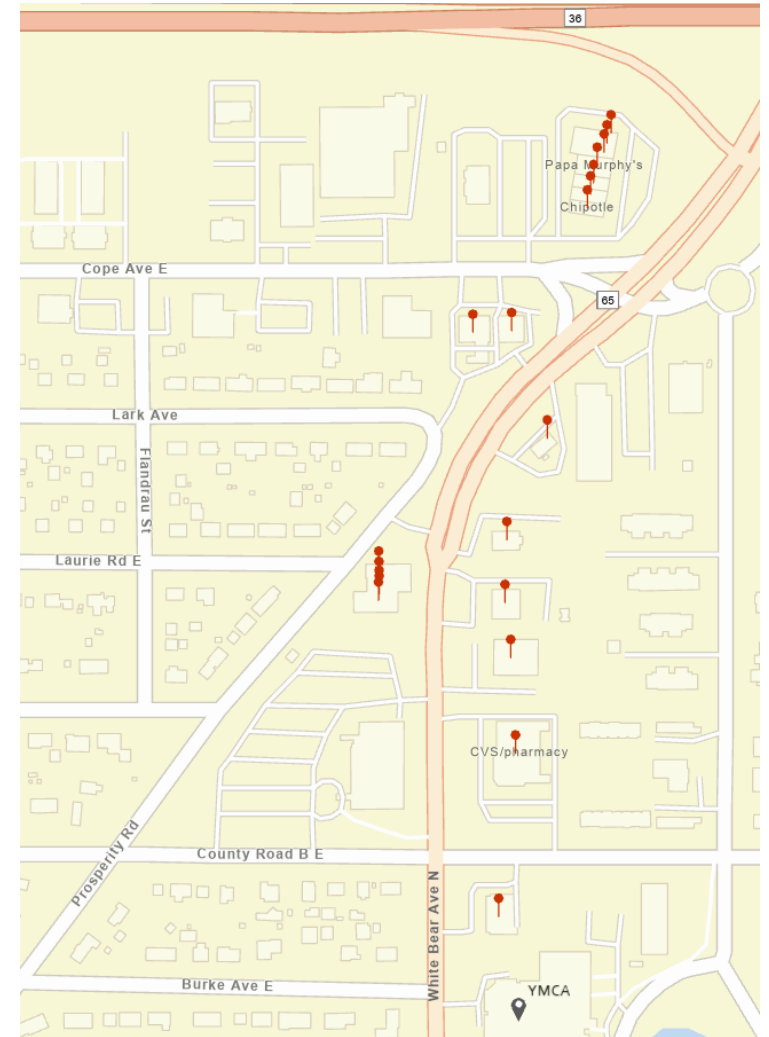 36
Papa Murphy's
Chipotle
Cope Ave E
65
Lark Ave
Flandrau St
Laurie Rd E
CVS/pharmacy
Prosperity Rd
County Road B E
White Bear Ave N
Burke Ave E
YMCA